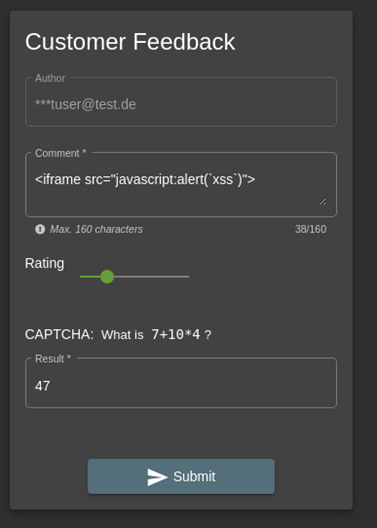 Customer Feedback
Author
***tuser@test.de
Comment *
<iframe src="javascript:alert(`xss`)">
Max. 160 characters 38/160
Rating
CAPTCHA: What is 7+10*4 ?
Result *
47
Submit